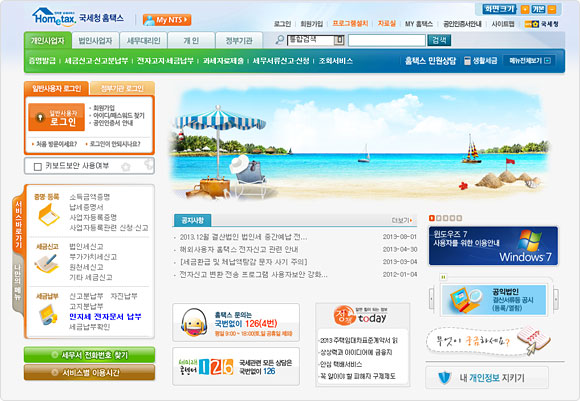 Hometax. 국세청 홈택스
My NTS
화면크기 + 기본 -
로그인 회원가입 프로그램설치 자료실 MY 홈택스 공인인증서안내 사이트맵 국세청
개인사업자 법인사업자 세무대리인 개 인 정부기관 통합검색 검색
증명발급 세금신고·신고분납부 전자고지·세금납부 과세자료제출 세무서류신고·신청 조회서비스 홈택스 민원상담 생활세금 메뉴전체보기
일반사용자 로그인 정부기관 로그인
일반사용자
로그인
회원가입
아이디/패스워드 찾기
공인인증서 안내
처음 방문이세요? 로그인이 안되시나요?
키보드보안 사용여부
서비스바로가기
나만의 메뉴
증명·등록
소득금액증명
납세증명서
사업자등록증명
사업자등록관련 신청·신고
세금신고
법인세신고
부가가치세신고
원천세신고
기타 세금신고
세금납부
신고분납부 자진납부
고지분납부
민자세 전자문서 납부
세금납부확인
세무서 전화번호 찾기
서비스별 이용시간
공지사항 더보기
2013.12월 결산법인 법인세 중간예납 전... 2013-08-01
해외사용자 홈택스 전자신고 관련 안내 2013-04-30
[세금환급 및 체납액탕감 문자 사기 주의] 2013-03-04
전자신고 변환 전송 프로그램 사용자보안 강화... 2012-01-04
홈택스 문의는
국번없이 126(4번)
평일 9:00 ~ 18:00(토,일 공휴일 제외)
126
국세관련 모든 상담은
국번없이 126
today
2013 주택임대차표준계약서 읽
상상력과 아이디어에 금융지
안심 택배서비스
꼭 알아야 할 피해자 구제제도
윈도우즈 7
사용자를 위한 이용안내
Windows 7
공익법인
결산서류등 공시
(등록/열람)
무엇이 궁금하세요?
내 개인정보 지키기